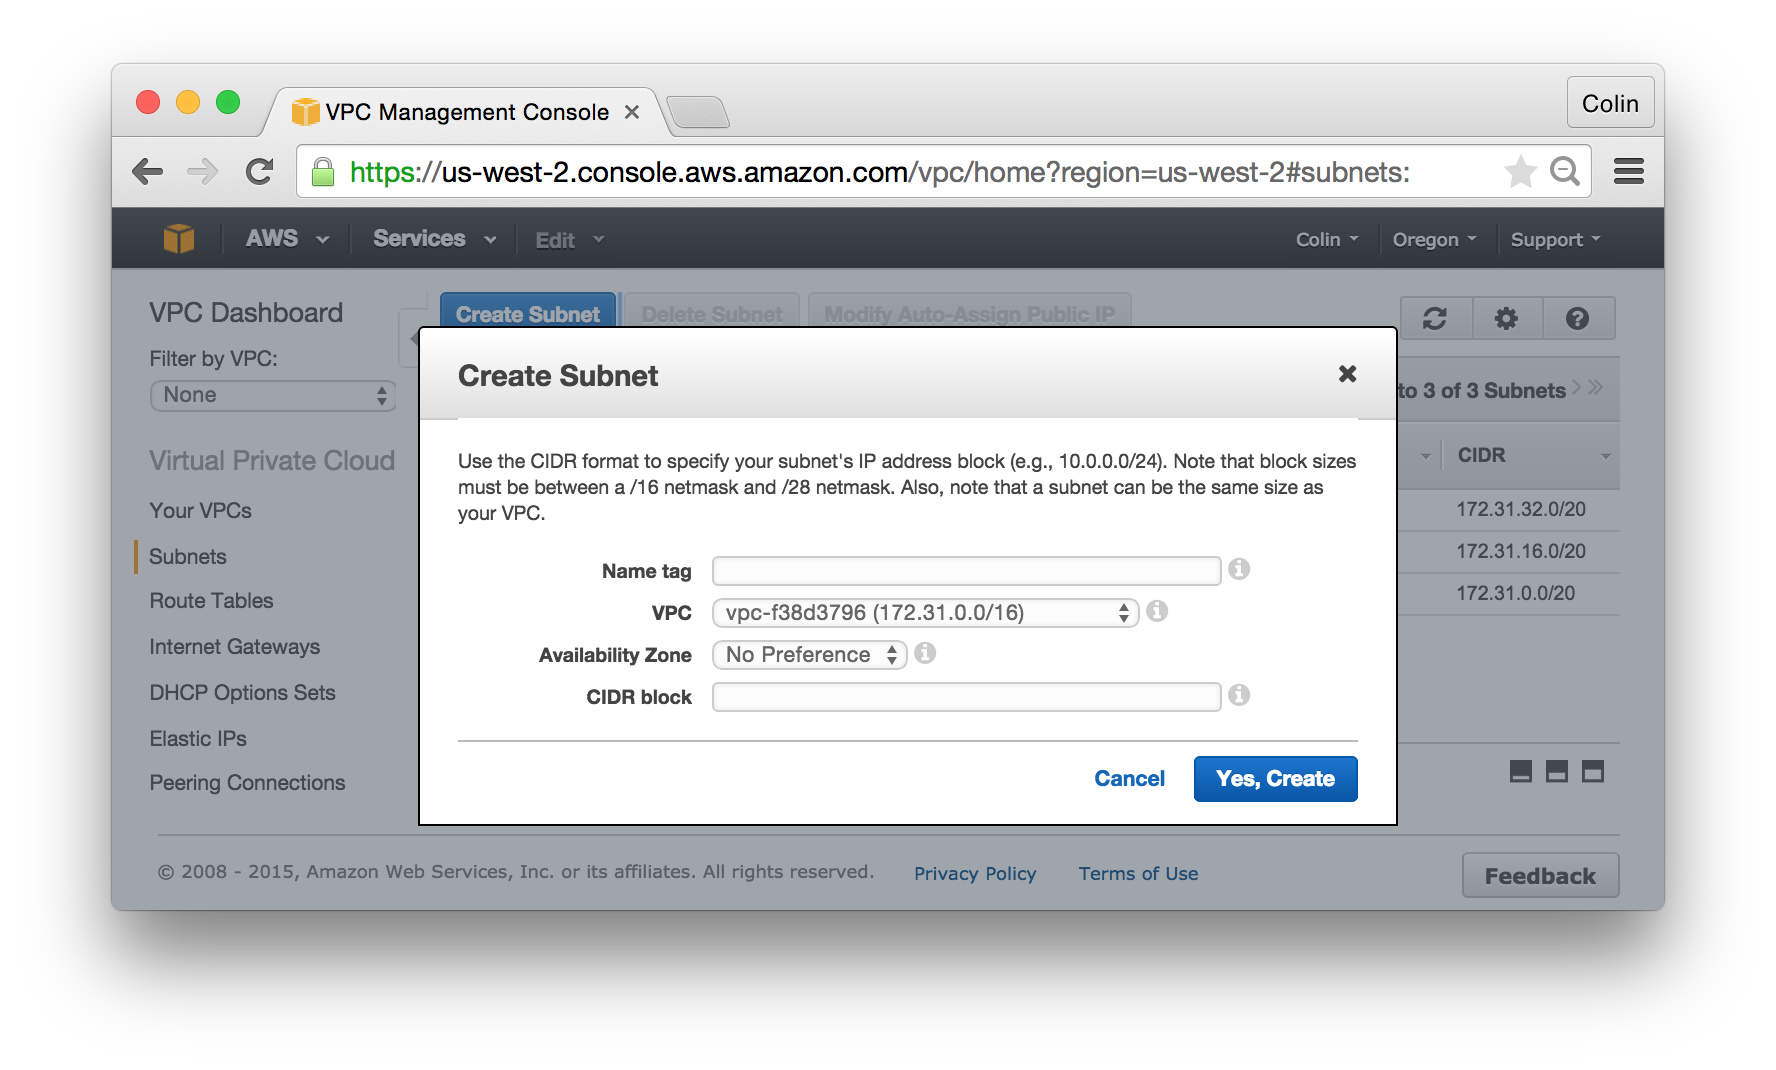 VPC Management Console
Colin
https://us-west-2.console.aws.amazon.com/vpc/home?region=us-west-2#subnets:
AWS Services Edit Colin Oregon Support
VPC Dashboard
Filter by VPC:
None
Virtual Private Cloud
Your VPCs
Subnets
Route Tables
Internet Gateways
DHCP Options Sets
Elastic IPs
Peering Connections
Create Subnet Delete Subnet Modify Auto-Assign Public IP
to 3 of 3 Subnets
CIDR
172.31.32.0/20
172.31.16.0/20
172.31.0.0/20
Create Subnet
Use the CIDR format to specify your subnet's IP address block (e.g., 10.0.0.0/24). Note that block sizes
must be between a /16 netmask and /28 netmask. Also, note that a subnet can be the same size as
your VPC.
Name tag
VPC vpc-f38d3796 (172.31.0.0/16)
Availability Zone No Preference
CIDR block
Cancel Yes, Create
© 2008 - 2015, Amazon Web Services, Inc. or its affiliates. All rights reserved. Privacy Policy Terms of Use
Feedback